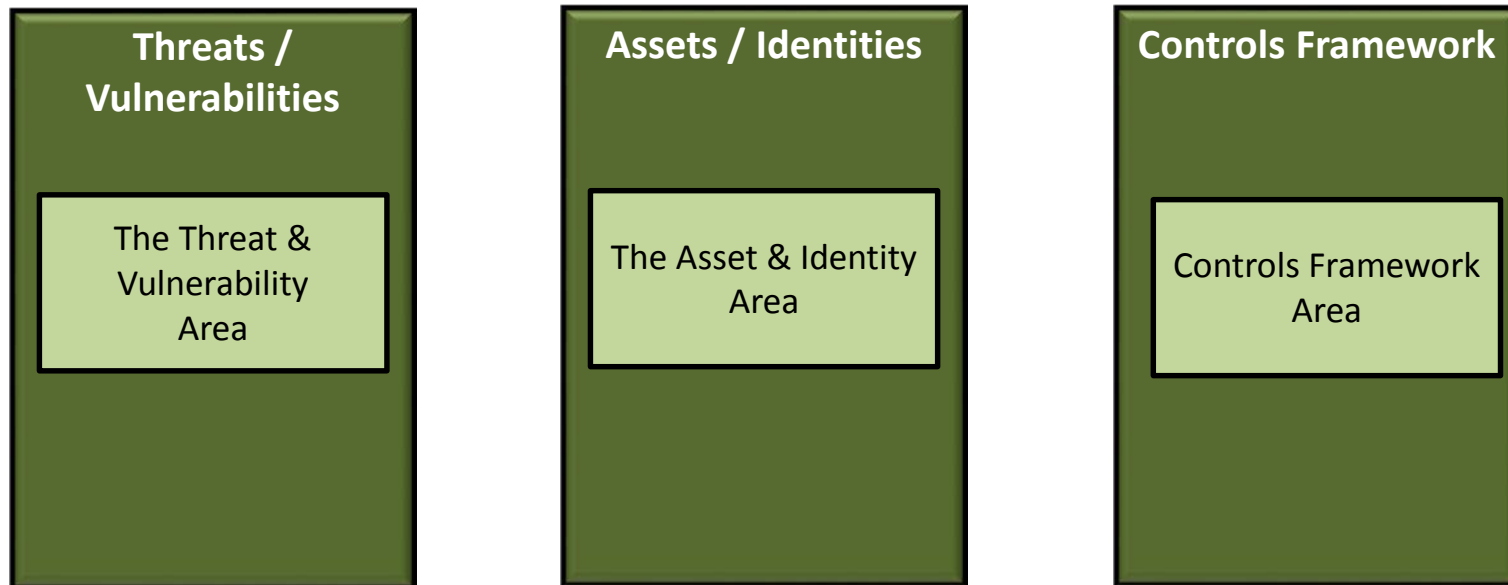 Threats /
Vulnerabilities
The Threat &
Vulnerability
Area
Assets / Identities
The Asset & Identity
Area
Controls Framework
Controls Framework
Area